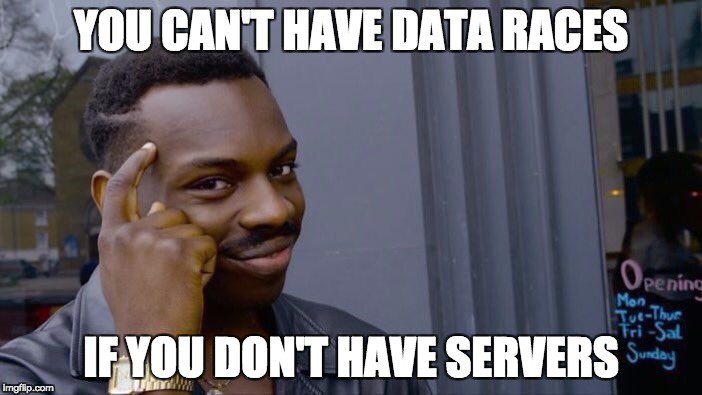 YOU CAN'T HAVE DATA RACES
Opening
Mon
Tue-Thur
Fri-Sat
Sunday
IF YOU DON'T HAVE SERVERS
imgflip.com